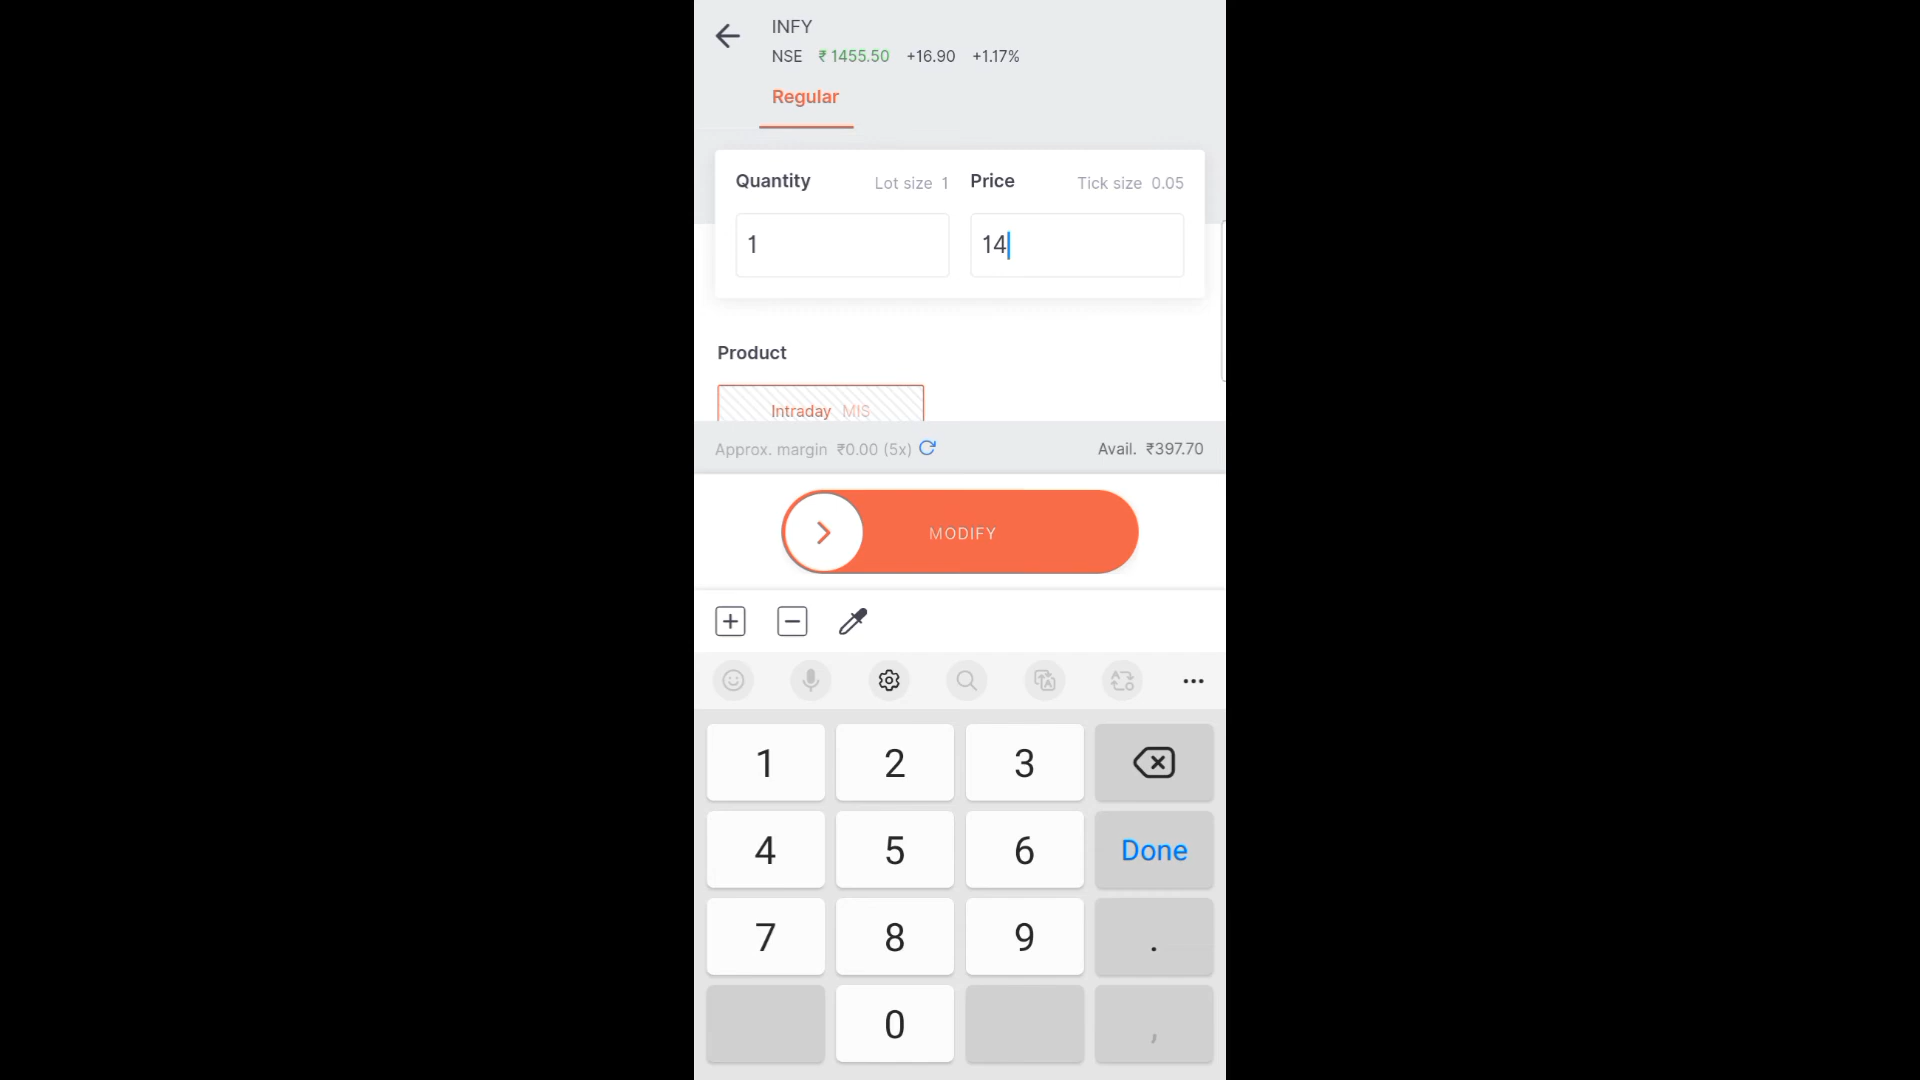 INFY
NSE ₹ 1455.50 +16.90 +1.17%
Regular
Quantity Lot size 1 Price Tick size 0.05
1 14
Product
Intraday MIS
Approx. margin ₹0.00 (5x) Avail. ₹397.70
MODIFY
1 2 3
4 5 6 Done
7 8 9 .
0 ,